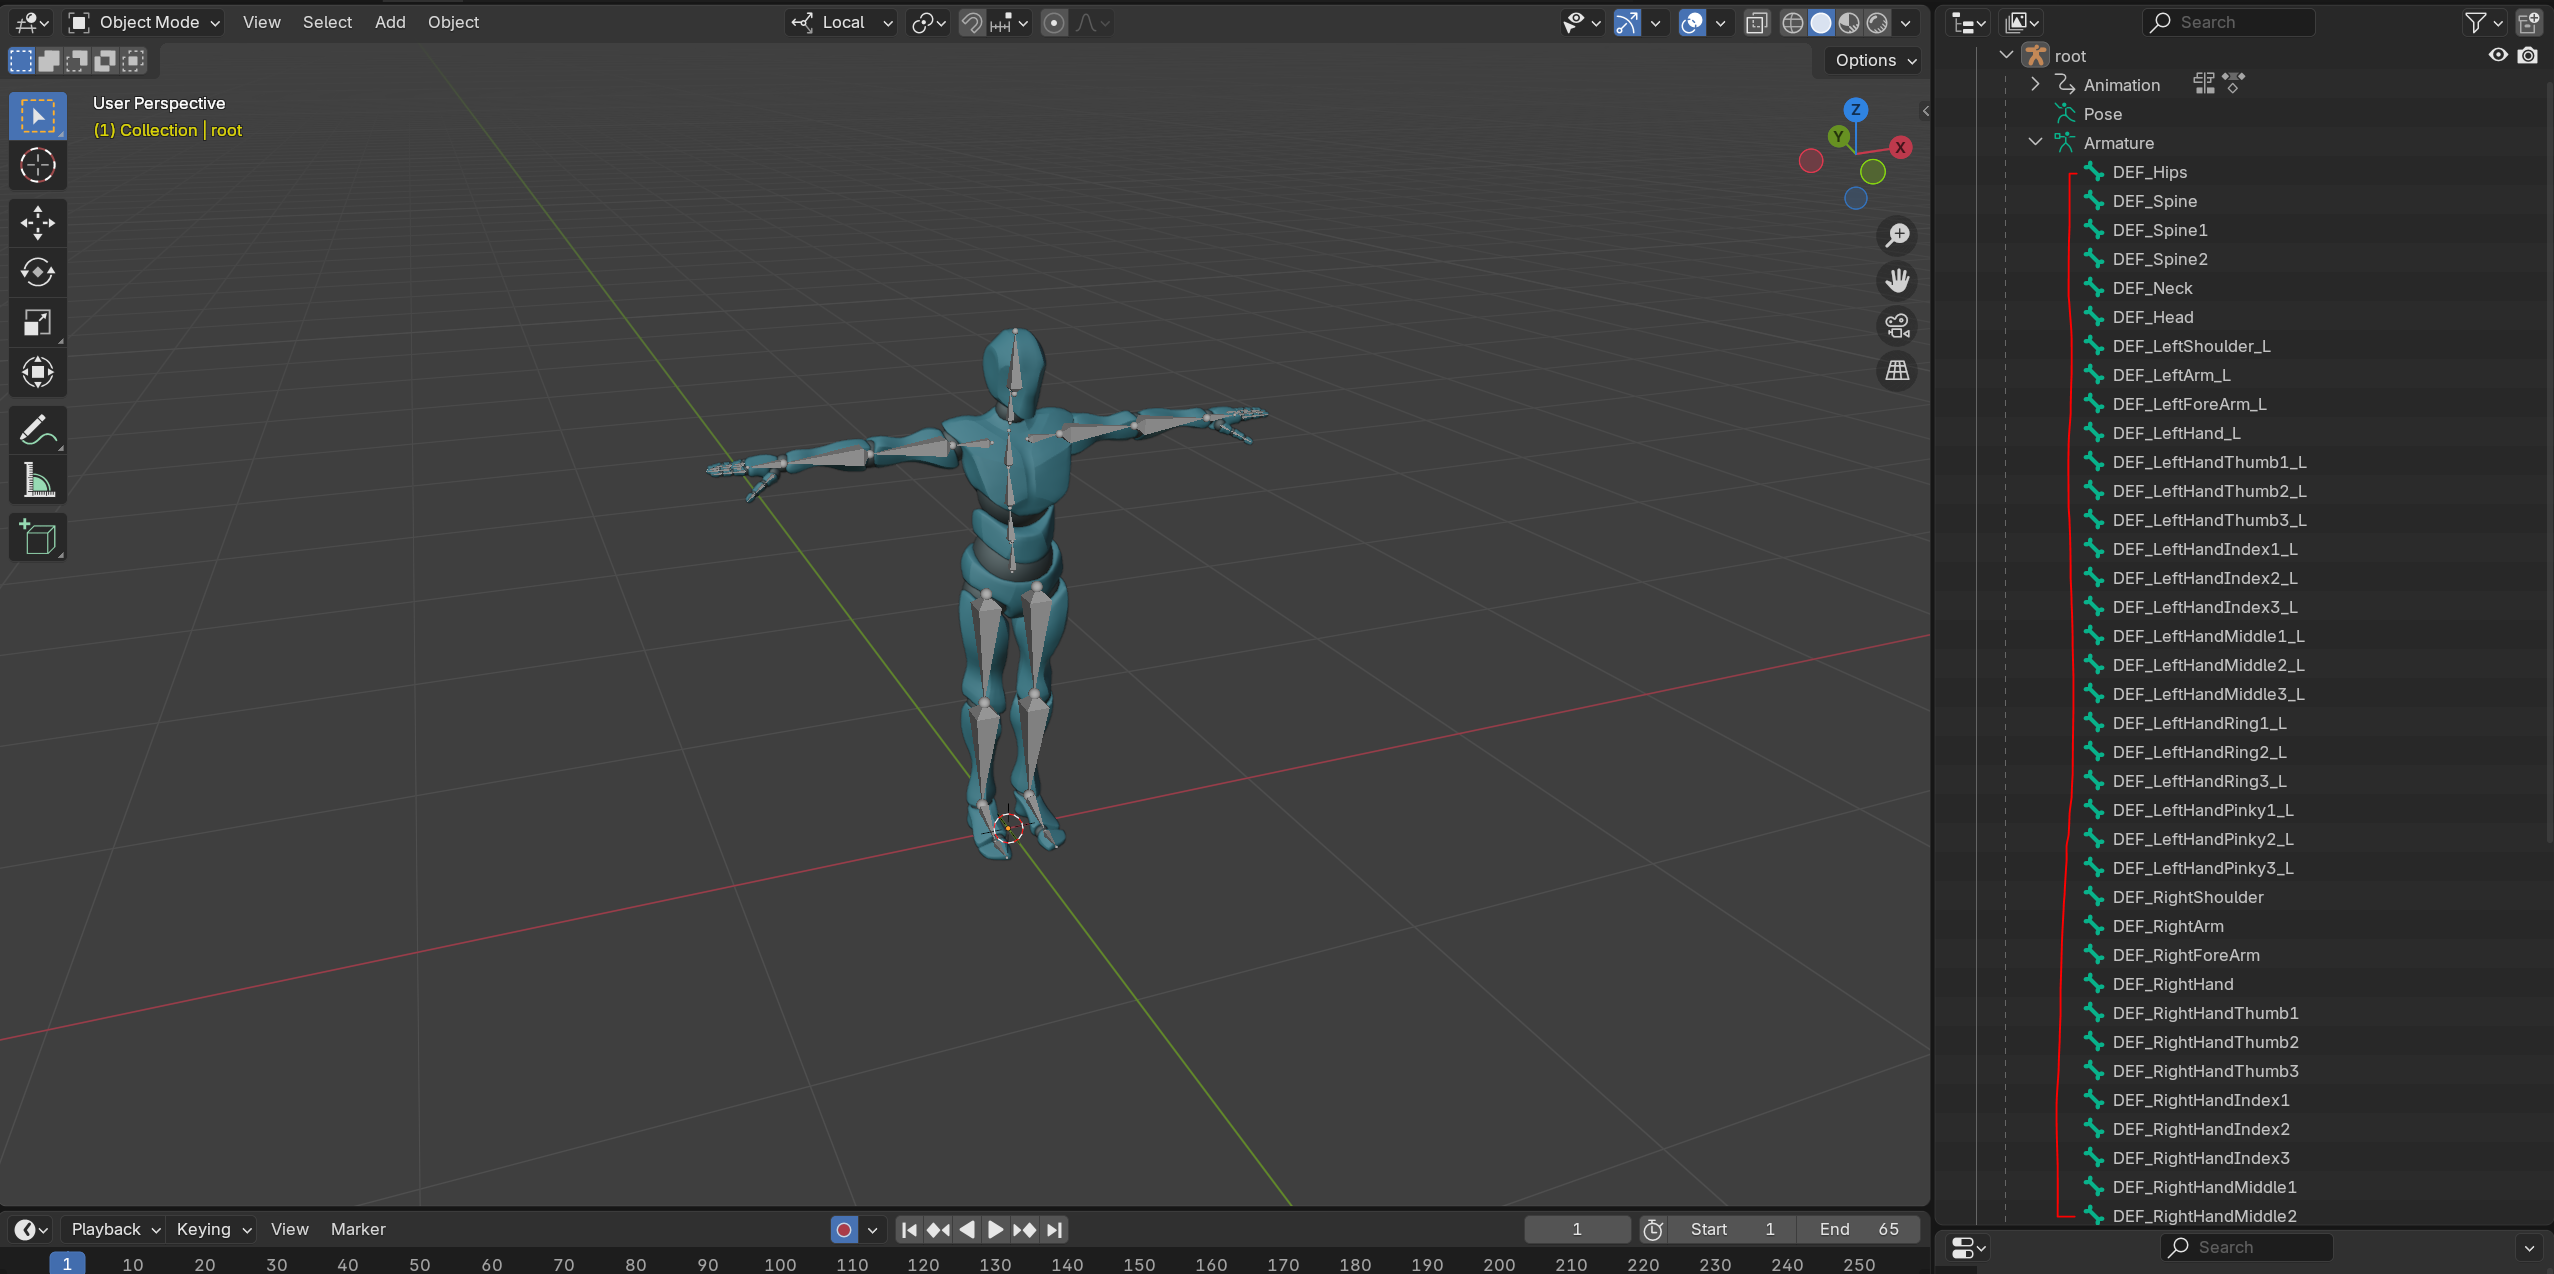 Object Mode View Select Add Object Local Search
Options
User Perspective
(1) Collection | root
Z
Y
X
root
Animation
Pose
Armature
DEF_Hips
DEF_Spine
DEF_Spine1
DEF_Spine2
DEF_Neck
DEF_Head
DEF_LeftShoulder_L
DEF_LeftArm_L
DEF_LeftForeArm_L
DEF_LeftHand_L
DEF_LeftHandThumb1_L
DEF_LeftHandThumb2_L
DEF_LeftHandThumb3_L
DEF_LeftHandIndex1_L
DEF_LeftHandIndex2_L
DEF_LeftHandIndex3_L
DEF_LeftHandMiddle1_L
DEF_LeftHandMiddle2_L
DEF_LeftHandMiddle3_L
DEF_LeftHandRing1_L
DEF_LeftHandRing2_L
DEF_LeftHandRing3_L
DEF_LeftHandPinky1_L
DEF_LeftHandPinky2_L
DEF_LeftHandPinky3_L
DEF_RightShoulder
DEF_RightArm
DEF_RightForeArm
DEF_RightHand
DEF_RightHandThumb1
DEF_RightHandThumb2
DEF_RightHandThumb3
DEF_RightHandIndex1
DEF_RightHandIndex2
DEF_RightHandIndex3
DEF_RightHandMiddle1
DEF_RightHandMiddle2
Playback Keying View Marker 1 Start 1 End 65
Search
1 10 20 30 40 50 60 70 80 90 100 110 120 130 140 150 160 170 180 190 200 210 220 230 240 250